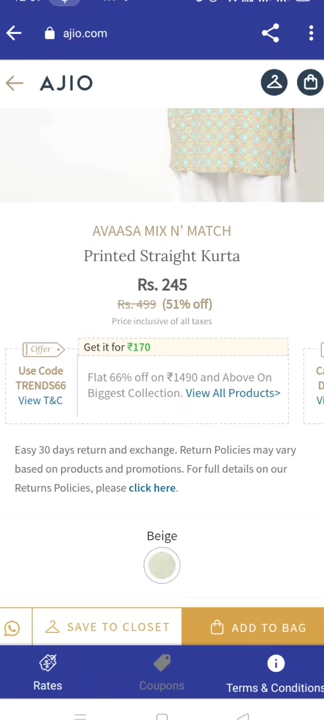 ajio.com
AJIO
AVAASA MIX N' MATCH
Printed Straight Kurta
Rs. 245
Rs. 499 (51% off)
Price inclusive of all taxes
Offer
Use Code
TRENDS66
View T&C
Get it for ₹170
Flat 66% off on ₹1490 and Above On
Biggest Collection. View All Products>
Easy 30 days return and exchange. Return Policies may vary
based on products and promotions. For full details on our
Returns Policies, please click here.
Beige
SAVE TO CLOSET
ADD TO BAG
Rates
Coupons
Terms & Conditions